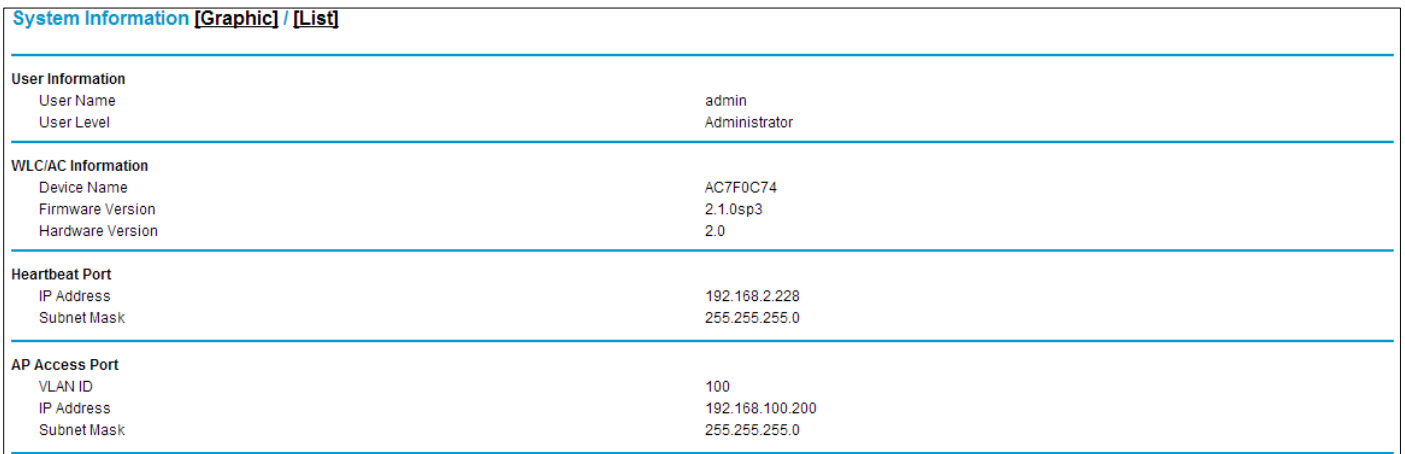 System Information [Graphic] / [List]
User Information
User Name admin
User Level Administrator
WLC/AC Information
Device Name AC7F0C74
Firmware Version 2.1.0sp3
Hardware Version 2.0
Heartbeat Port
IP Address 192.168.2.228
Subnet Mask 255.255.255.0
AP Access Port
VLAN ID 100
IP Address 192.168.100.200
Subnet Mask 255.255.255.0